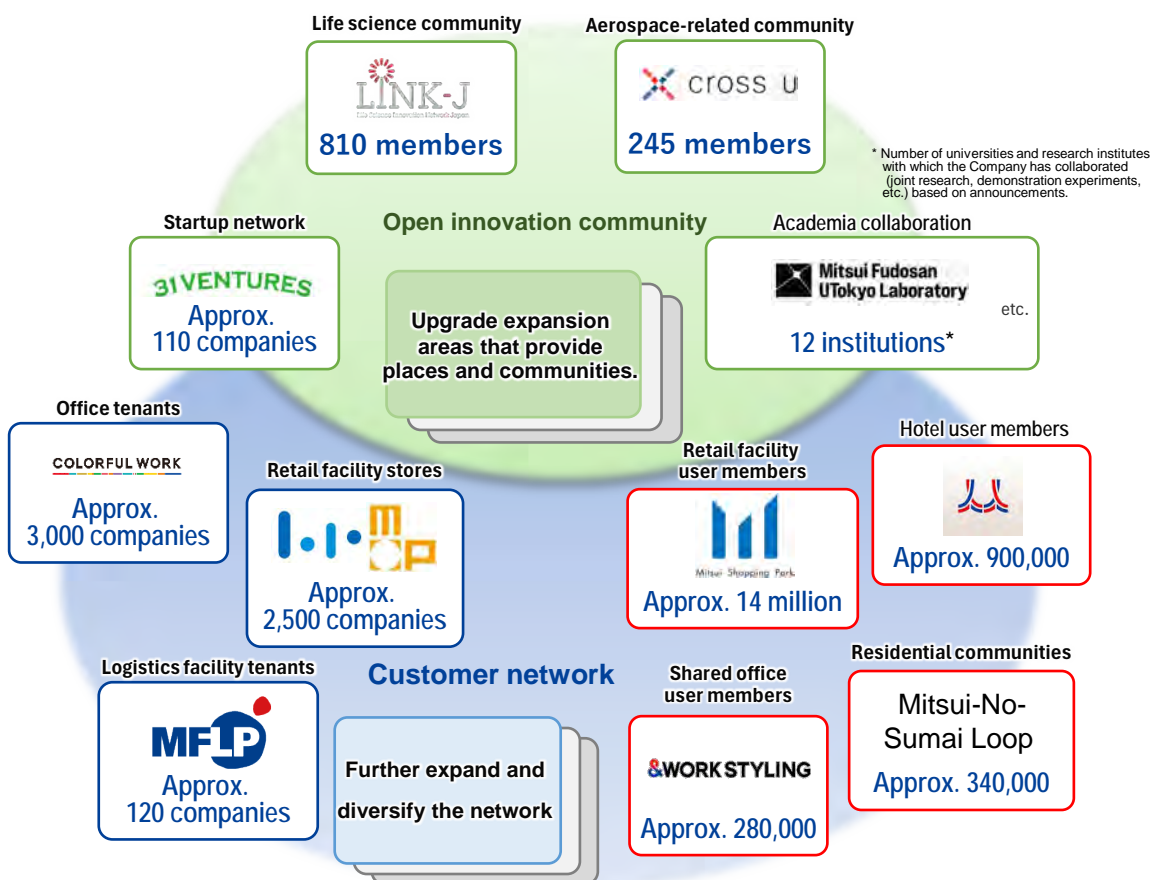 Life science community
LINK-J
Life Science Innovation Network Japan
810 members
Aerospace-related community
cross U
245 members
* Number of universities and research institutes
with which the Company has collaborated
(joint research, demonstration experiments,
etc.) based on announcements.
Startup network
31VENTURES
Approx.
110 companies
Open innovation community
Upgrade expansion
areas that provide
places and communities.
Academia collaboration
Mitsui Fudosan
UTokyo Laboratory
etc.
12 institutions*
Office tenants
COLORFUL WORK
Approx.
3,000 companies
Retail facility stores
mop
Approx.
2,500 companies
Retail facility
user members
Mitsui Shopping Park
Approx. 14 million
Hotel user members
Approx. 900,000
Logistics facility tenants
MFLP
Approx.
120 companies
Customer network
Further expand and
diversify the network
Shared office
user members
&WORKSTYLING
Approx. 280,000
Residential communities
Mitsui-No-
Sumai Loop
Approx. 340,000